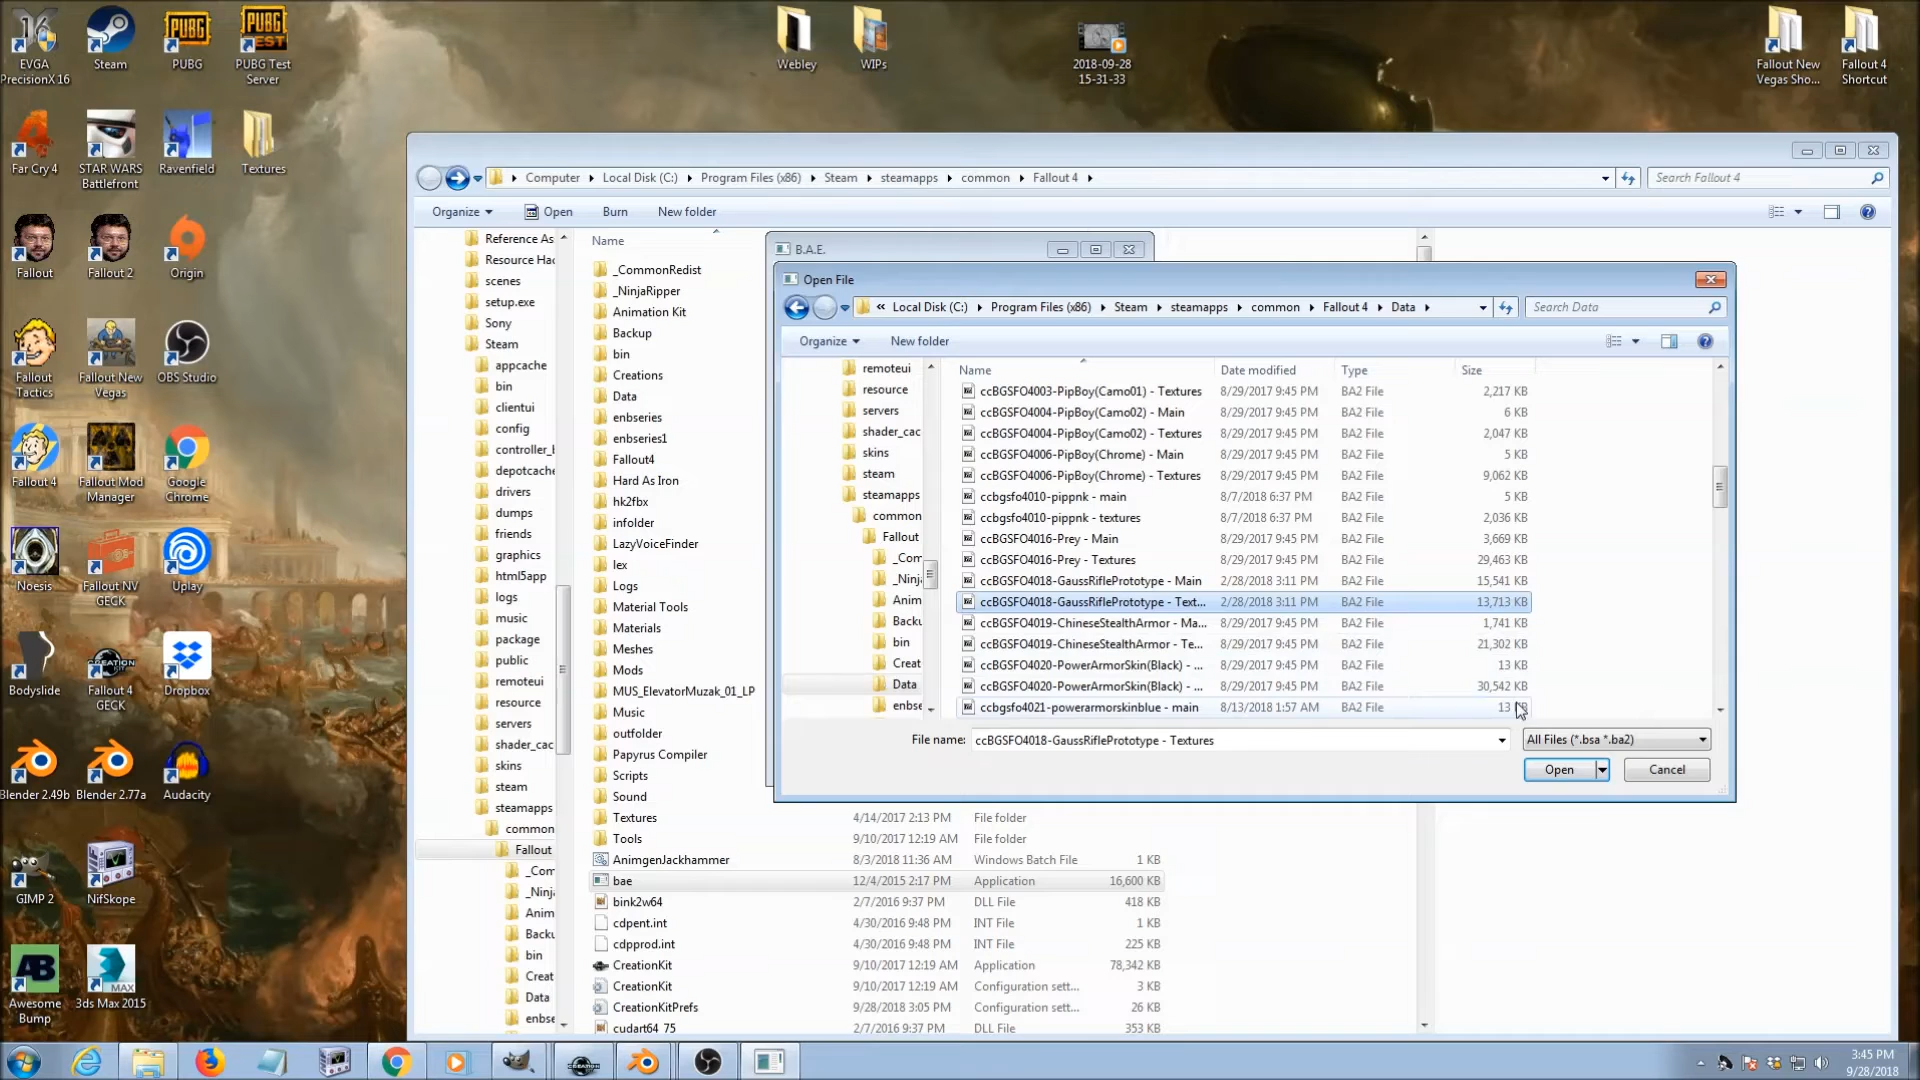 EVGA PrecisionX 16
Steam
PUBG
PUBG Test Server
Webley
WIPs
2018-09-28 15-31-33
Fallout New Vegas Sho...
Fallout 4 Shortcut
Far Cry 4
STAR WARS Battlefront
Ravenfield
Textures
Fallout
Fallout 2
Origin
Fallout Tactics
Fallout New Vegas
OBS Studio
Fallout 4
Fallout Mod Manager
Google Chrome
Noesis
Fallout NV GECK
Uplay
Bodyslide
Fallout 4 GECK
Dropbox
Blender 2.49b
Blender 2.77a
Audacity
GIMP 2
NifSkope
Awesome Bump
3ds Max 2015
Computer Local Disk (C:) Program Files (x86) Steam steamapps common Fallout 4
Search Fallout 4
Organize Open Burn New folder
Reference As
Resource Hac
scenes
setup.exe
Sony
Steam
appcache
bin
clientui
config
controller_b
depotcache
drivers
dumps
friends
graphics
html5app
logs
music
package
public
remoteui
resource
servers
shader_cac
skins
steam
steamapps
common
Fallout
_Com
_Ninj
Anim
Backu
bin
Creat
Data
enbse
Name
_CommonRedist
_NinjaRipper
Animation Kit
Backup
bin
Creations
Data
enbseries
enbseries1
Fallout4
Hard As Iron
hk2fbx
infolder
LazyVoiceFinder
lex
Logs
Material Tools
Materials
Meshes
Mods
MUS_ElevatorMuzak_01_LP
Music
outfolder
Papyrus Compiler
Scripts
Sound
Textures 4/14/2017 2:13 PM File folder
Tools 9/10/2017 12:19 AM File folder
AnimgenJackhammer 8/3/2018 11:36 AM Windows Batch File 1 KB
bae 12/4/2015 2:17 PM Application 16,600 KB
bink2w64 2/7/2016 9:37 PM DLL File 418 KB
cdpent.int 4/30/2016 9:48 PM INT File 1 KB
cdpprod.int 4/30/2016 9:48 PM INT File 225 KB
CreationKit 9/10/2017 12:19 AM Application 78,342 KB
CreationKit 9/10/2017 12:19 AM Configuration sett... 3 KB
CreationKitPrefs 9/28/2018 3:05 PM Configuration sett... 26 KB
cudart64_75 2/7/2016 9:37 PM DLL File 353 KB
B.A.E.
Open File
« Local Disk (C:) Program Files (x86) Steam steamapps common Fallout 4 Data
Search Data
Organize New folder
remoteui
resource
servers
shader_cac
skins
steam
steamapps
common
Fallout
_Com
_Ninj
Anim
Backu
bin
Creat
Data
enbse
Name Date modified Type Size
ccBGSFO4003-PipBoy(Camo01) - Textures 8/29/2017 9:45 PM BA2 File 2,217 KB
ccBGSFO4004-PipBoy(Camo02) - Main 8/29/2017 9:45 PM BA2 File 6 KB
ccBGSFO4004-PipBoy(Camo02) - Textures 8/29/2017 9:45 PM BA2 File 2,047 KB
ccBGSFO4006-PipBoy(Chrome) - Main 8/29/2017 9:45 PM BA2 File 5 KB
ccBGSFO4006-PipBoy(Chrome) - Textures 8/29/2017 9:45 PM BA2 File 9,062 KB
ccbgsfo4010-pippnk - main 8/7/2018 6:37 PM BA2 File 5 KB
ccbgsfo4010-pippnk - textures 8/7/2018 6:37 PM BA2 File 2,036 KB
ccBGSFO4016-Prey - Main 8/29/2017 9:45 PM BA2 File 3,669 KB
ccBGSFO4016-Prey - Textures 8/29/2017 9:45 PM BA2 File 29,463 KB
ccBGSFO4018-GaussRiflePrototype - Main 2/28/2018 3:11 PM BA2 File 15,541 KB
ccBGSFO4018-GaussRiflePrototype - Text... 2/28/2018 3:11 PM BA2 File 13,713 KB
ccBGSFO4019-ChineseStealthArmor - Ma... 8/29/2017 9:45 PM BA2 File 1,741 KB
ccBGSFO4019-ChineseStealthArmor - Te... 8/29/2017 9:45 PM BA2 File 21,302 KB
ccBGSFO4020-PowerArmorSkin(Black) - ... 8/29/2017 9:45 PM BA2 File 13 KB
ccBGSFO4020-PowerArmorSkin(Black) - ... 8/29/2017 9:45 PM BA2 File 30,542 KB
ccbgsfo4021-powerarmorskinblue - main 8/13/2018 1:57 AM BA2 File 13
File name: ccBGSFO4018-GaussRiflePrototype - Textures
All Files (*.bsa *.ba2)
Open Cancel
3:45 PM
9/28/2018